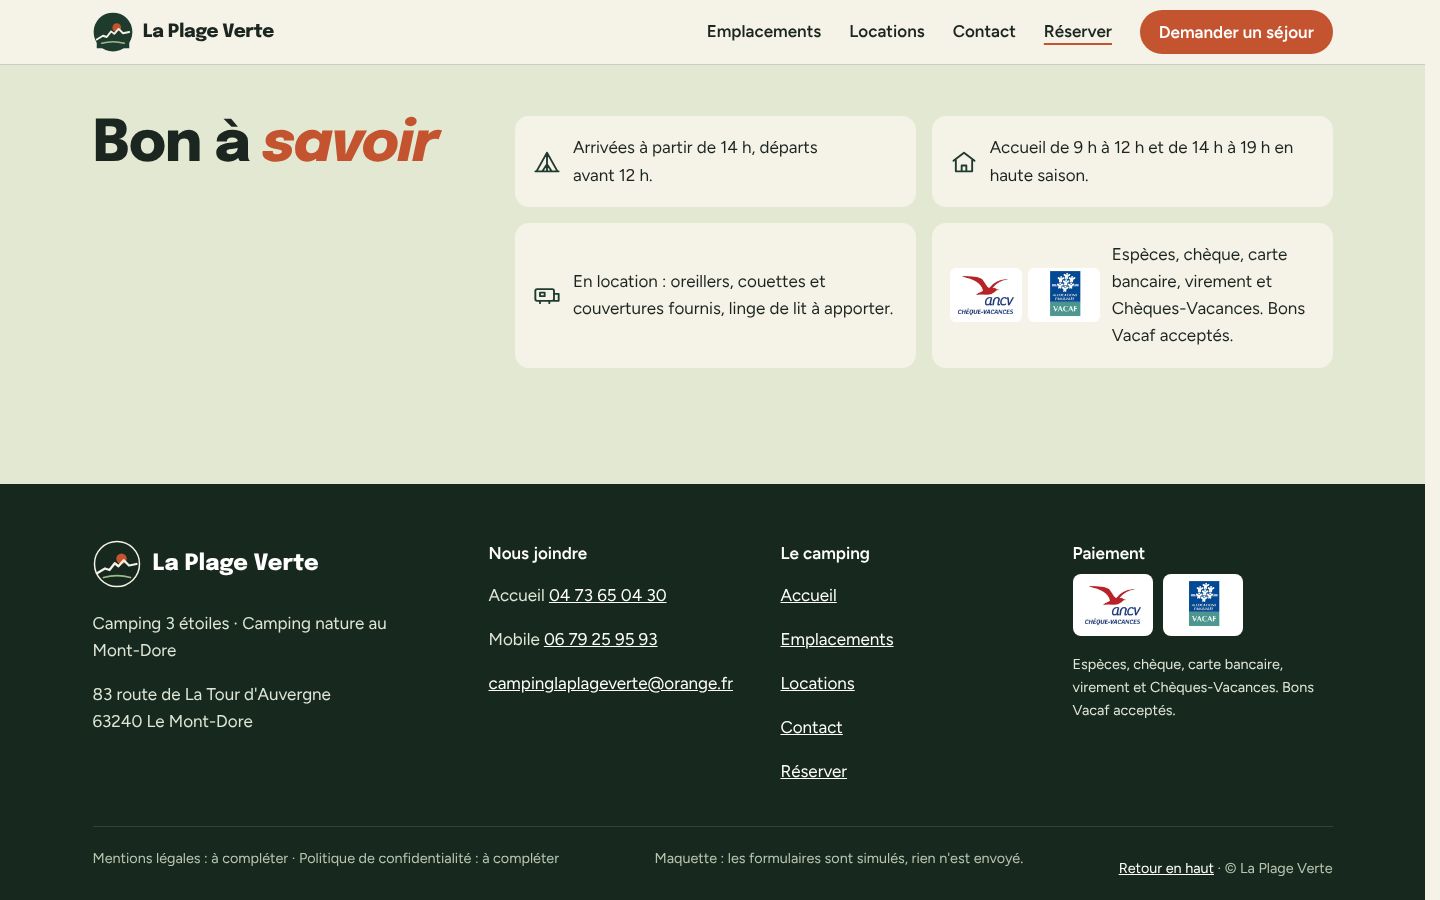 La Plage Verte
Emplacements
Locations
Contact
Réserver
Demander un séjour
Bon à savoir
Arrivées à partir de 14 h, départs
avant 12 h.
Accueil de 9 h à 12 h et de 14 h à 19 h en
haute saison.
En location : oreillers, couettes et
couvertures fournis, linge de lit à apporter.
ancv
CHÈQUE-VACANCES
VACAF
Espèces, chèque, carte
bancaire, virement et
Chèques-Vacances. Bons
Vacaf acceptés.
La Plage Verte
Camping 3 étoiles · Camping nature au
Mont-Dore
83 route de La Tour d'Auvergne
63240 Le Mont-Dore
Nous joindre
Accueil 04 73 65 04 30
Mobile 06 79 25 95 93
campinglaplageverte@orange.fr
Le camping
Accueil
Emplacements
Locations
Contact
Réserver
Paiement
ancv
CHÈQUE-VACANCES
VACAF
Espèces, chèque, carte bancaire,
virement et Chèques-Vacances. Bons
Vacaf acceptés.
Mentions légales : à compléter · Politique de confidentialité : à compléter
Maquette : les formulaires sont simulés, rien n'est envoyé.
Retour en haut · © La Plage Verte